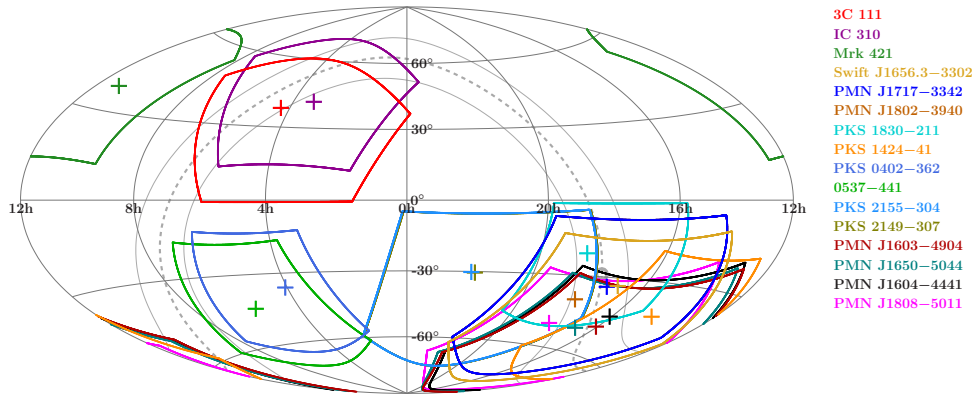 3C 111
IC 310
Mrk 421
Swift J1656.3−3302
PMN J1717−3342
PMN J1802−3940
PKS 1830−211
PKS 1424−41
PKS 0402−362
0537−441
PKS 2155−304
PKS 2149−307
PMN J1603−4904
PMN J1650−5044
PMN J1604−4441
PMN J1808−5011
60°
30°
0°
12h 8h 4h 0h 20h 16h 12h
-30°
-60°